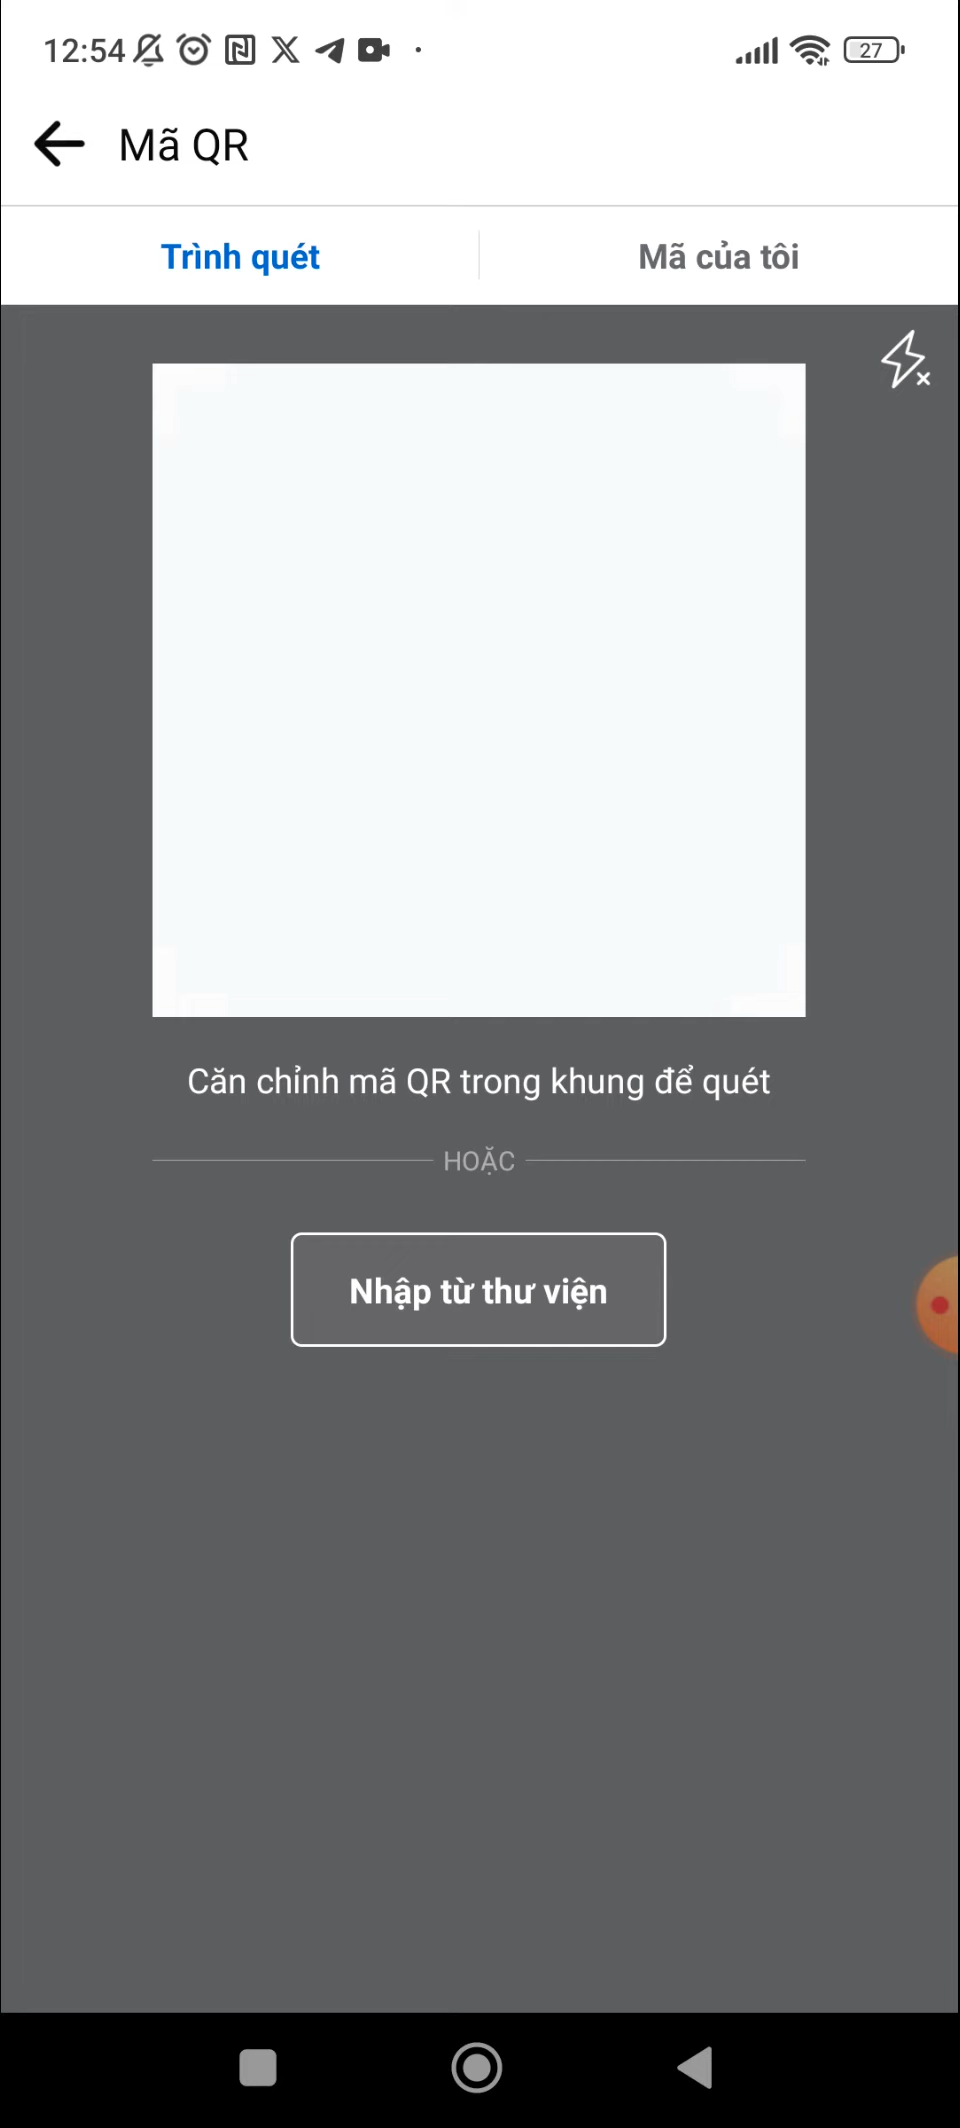 12:54
27
Mã QR
Trình quét
Mã của tôi
Căn chỉnh mã QR trong khung để quét
HOẶC
Nhập từ thư viện